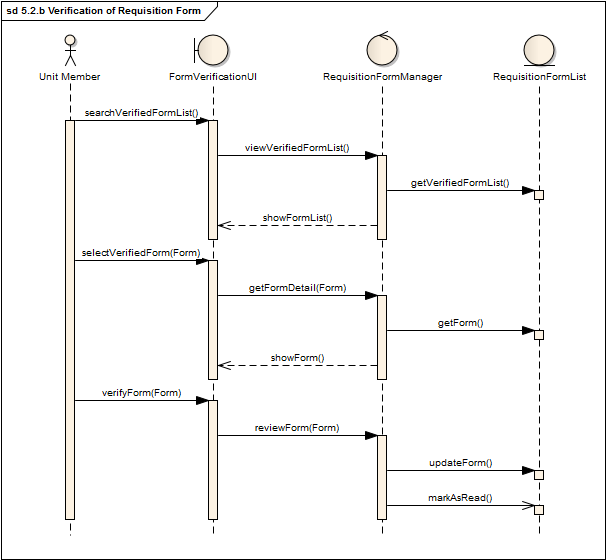 sd 5.2.b Verification of Requisition Form
Unit Member
FormVerificationUI
RequisitionFormManager
RequisitionFormList
searchVerifiedFormList()
viewVerifiedFormList()
getVerifiedFormList()
showFormList()
selectVerifiedForm(Form)
getFormDetail(Form)
getForm()
showForm()
verifyForm(Form)
reviewForm(Form)
updateForm()
markAsRead()